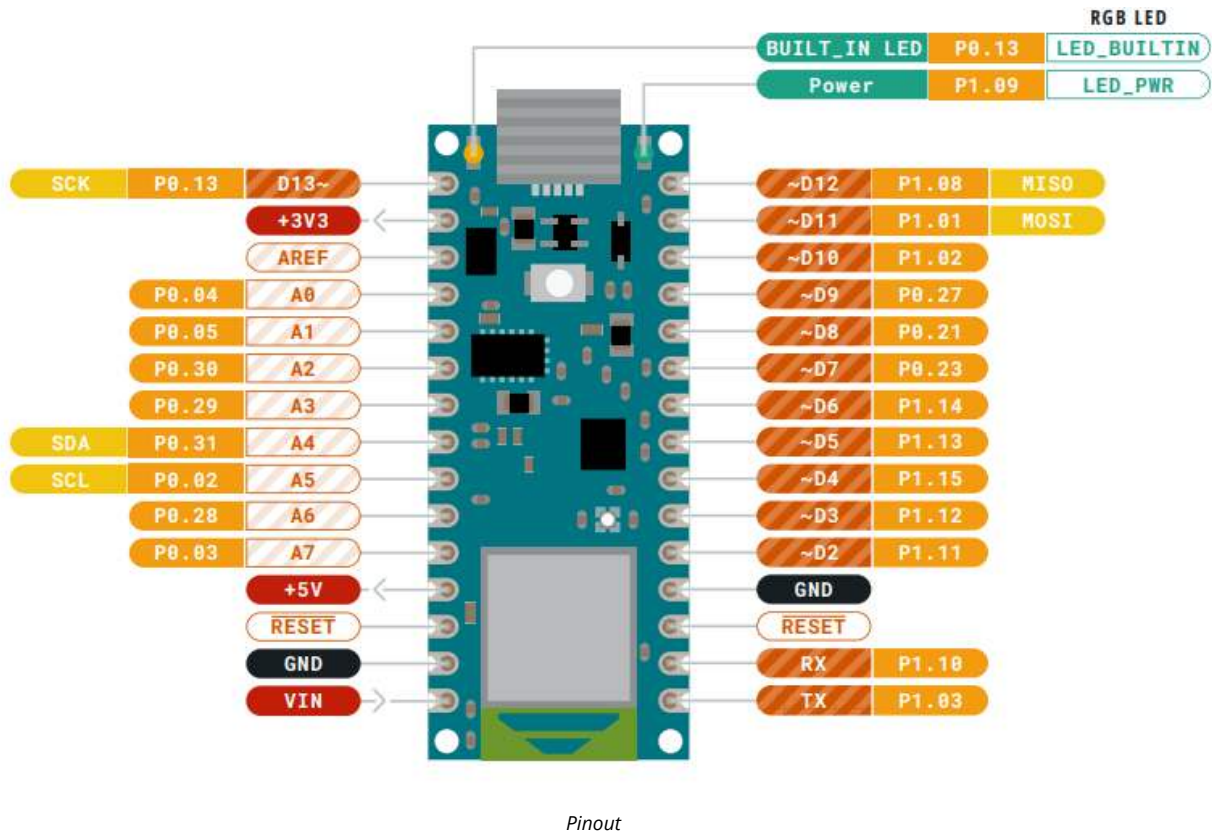 RGB LED
BUILT_IN LED P0.13 LED_BUILTIN
Power P1.09 LED_PWR
SCK P0.13 D13~ ~D12 P1.08 MISO
+3V3 ~D11 P1.01 MOSI
AREF ~D10 P1.02
P0.04 A0 ~D9 P0.27
P0.05 A1 ~D8 P0.21
P0.30 A2 ~D7 P0.23
P0.29 A3 ~D6 P1.14
SDA P0.31 A4 ~D5 P1.13
SCL P0.02 A5 ~D4 P1.15
P0.28 A6 ~D3 P1.12
P0.03 A7 ~D2 P1.11
+5V GND
RESET RESET
GND RX P1.10
VIN TX P1.03
Pinout